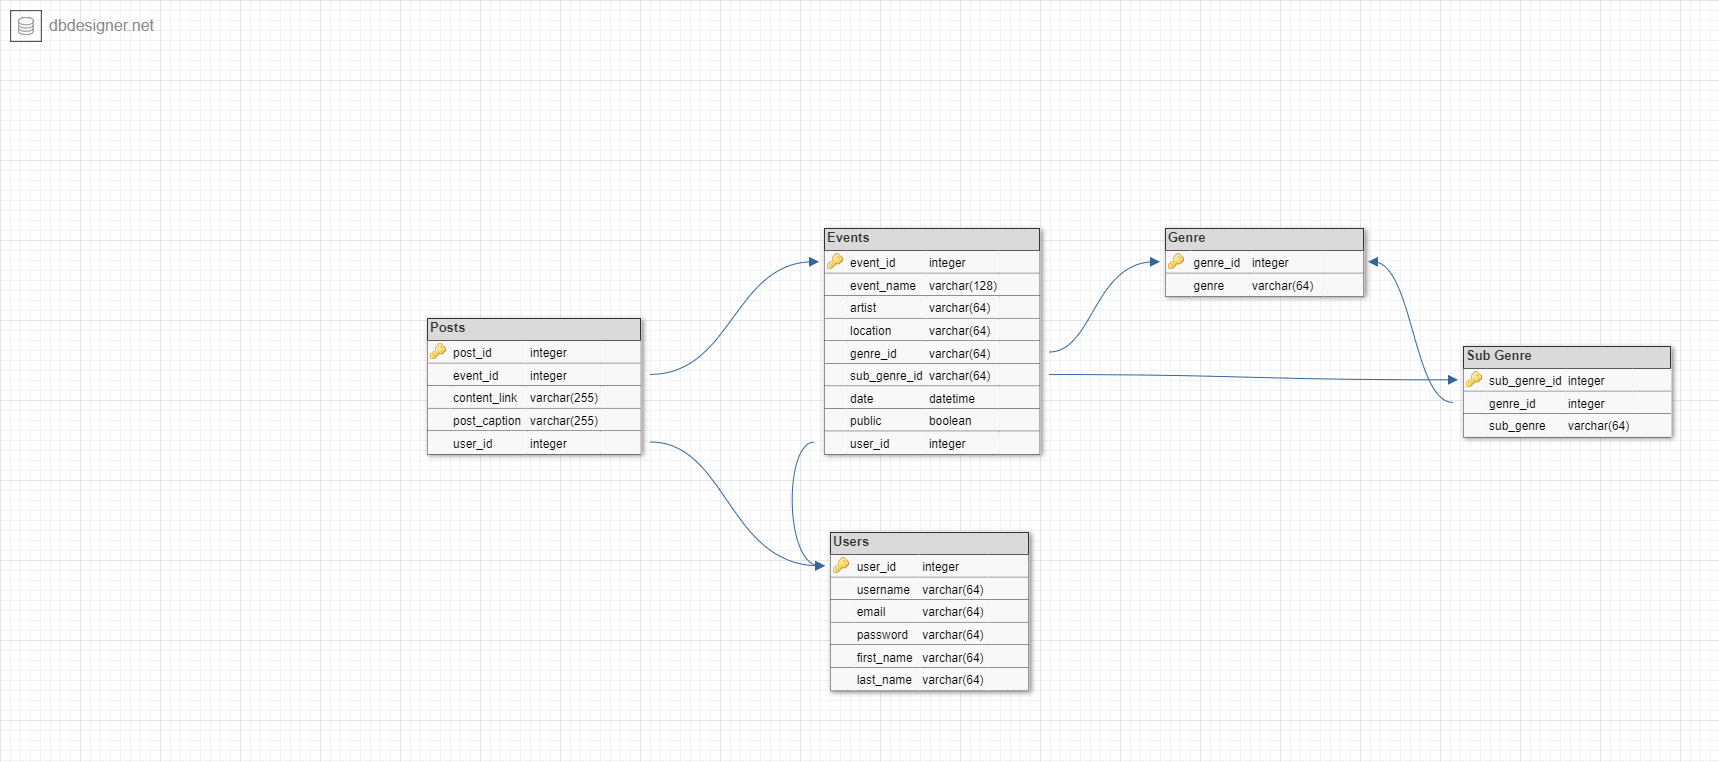 dbdesigner.net
Posts
post_id integer
event_id integer
content_link varchar(255)
post_caption varchar(255)
user_id integer
Events
event_id integer
event_name varchar(128)
artist varchar(64)
location varchar(64)
genre_id varchar(64)
sub_genre_id varchar(64)
date datetime
public boolean
user_id integer
Users
user_id integer
username varchar(64)
email varchar(64)
password varchar(64)
first_name varchar(64)
last_name varchar(64)
Genre
genre_id integer
genre varchar(64)
Sub Genre
sub_genre_id integer
genre_id integer
sub_genre varchar(64)